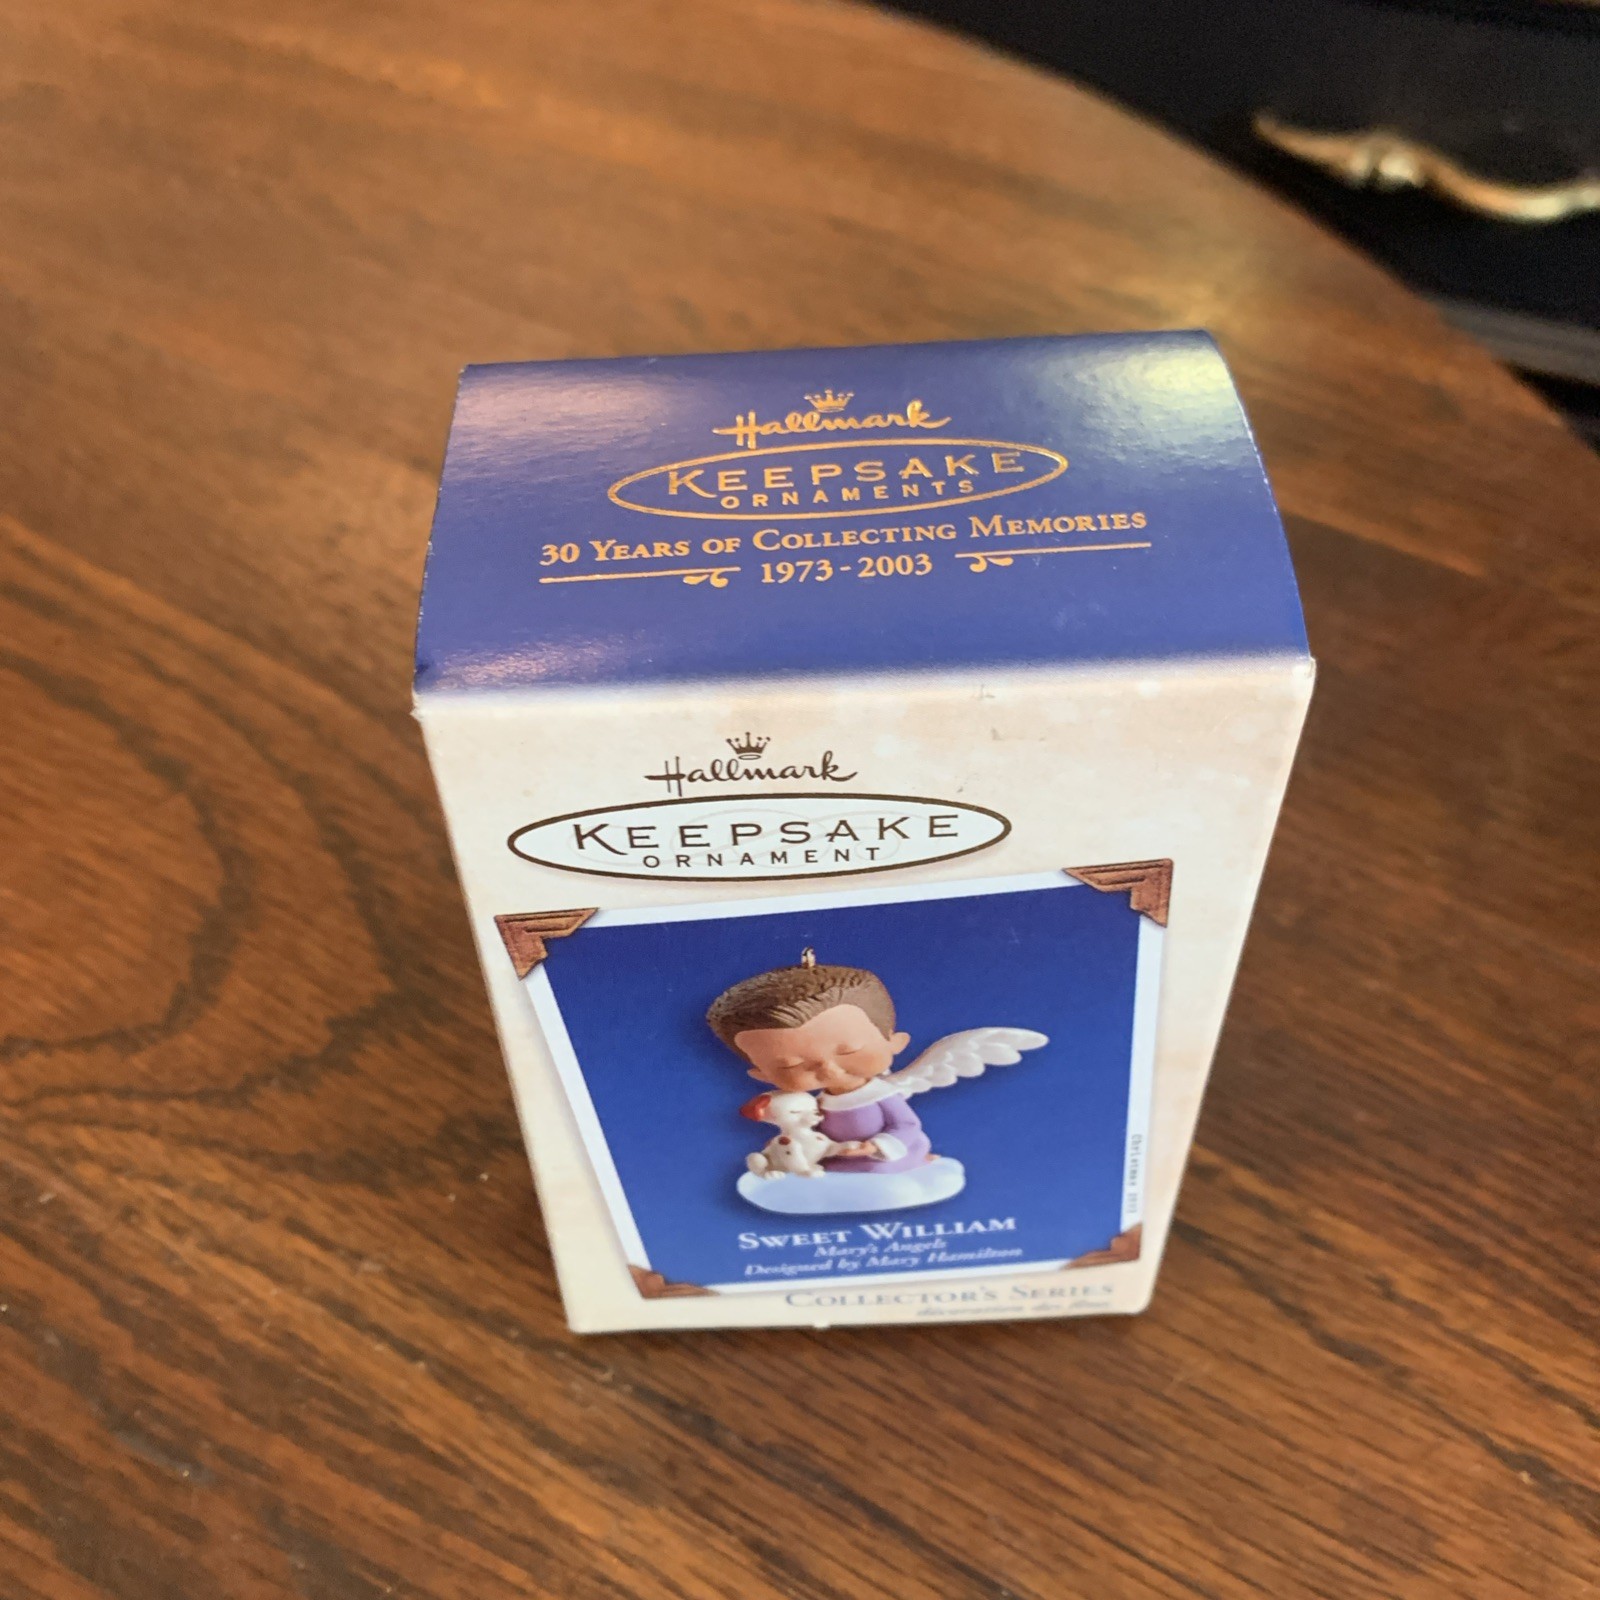 Hallmark
KEEPSAKE
ORNAMENTS
30 YEARS OF COLLECTING MEMORIES
1973-2003
Hallmark
KEEPSAKE
ORNAMENT
SWEET WILLIAM
Mary's Angels
Designed by Mary Hamilton
COLLECTOR'S SERIES